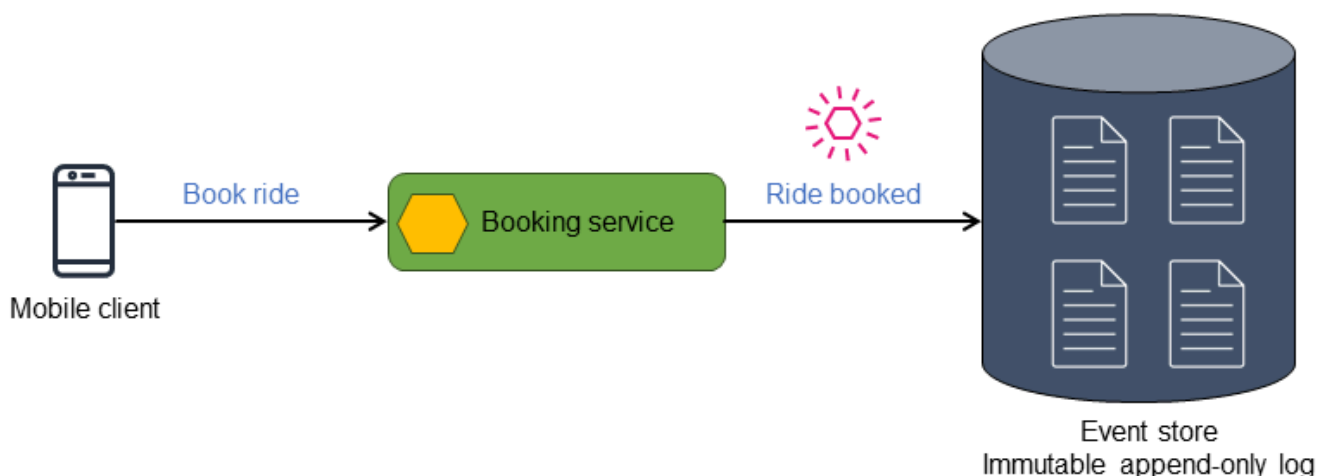 Book ride
Booking service
Ride booked
Mobile client
Event store
Immutable append-only log